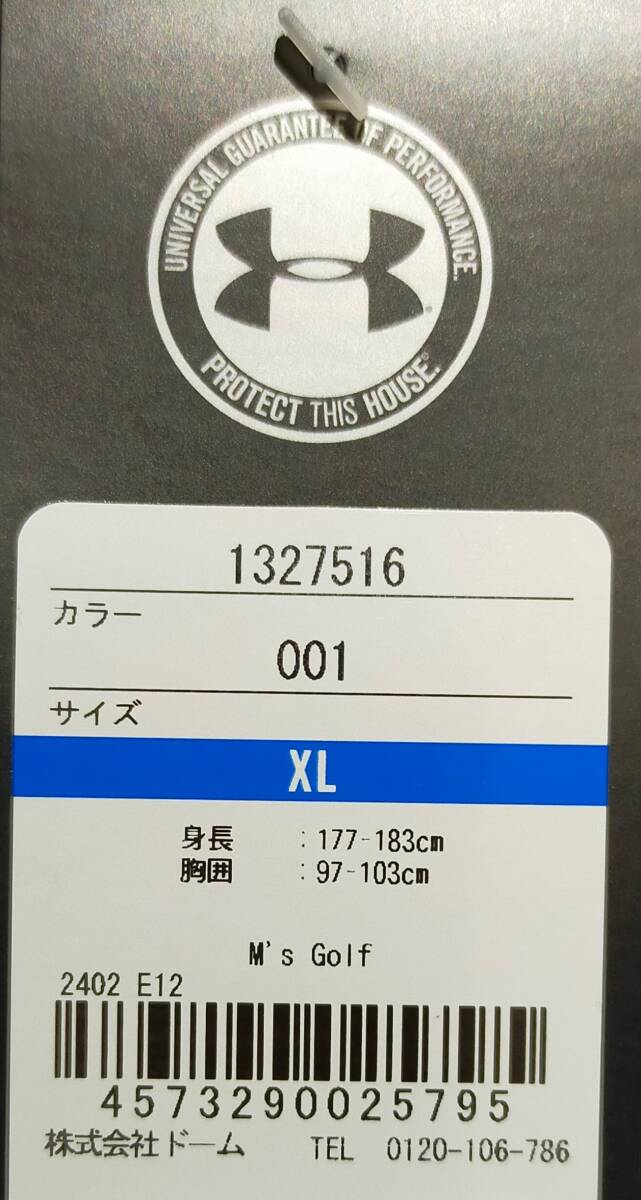 UNIVERSAL GUARANTEE OF PERFORMANCE.
PROTECT THIS HOUSE.®
1327516
カラー
001
サイズ
XL
身長 : 177-183cm
胸囲 : 97-103cm
M's Golf
2402 E12
4573290025795
株式会社ドーム TEL 0120-106-786